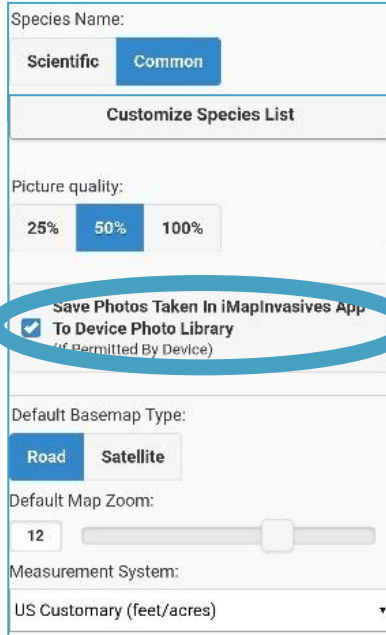 Species Name:
Scientific Common
Customize Species List
Picture quality:
25% 50% 100%
Save Photos Taken In iMapInvasives App
To Device Photo Library
(If Permitted By Device)
Default Basemap Type:
Road Satellite
Default Map Zoom:
12
Measurement System:
US Customary (feet/acres)